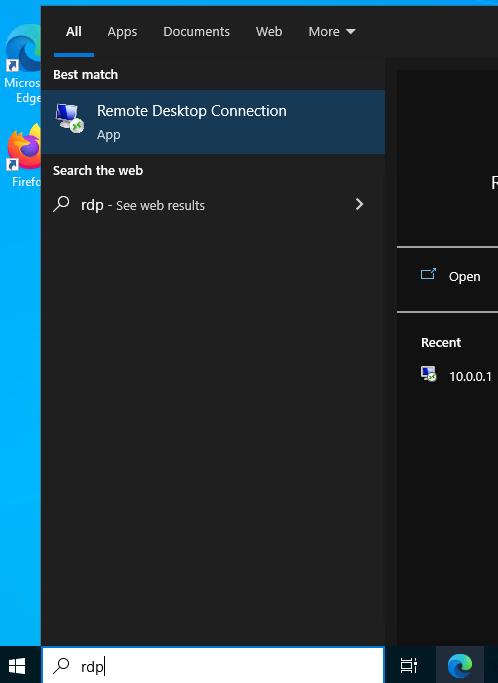 All Apps Documents Web More
Best match
Remote Desktop Connection
App
Search the web
rdp - See web results
Micros
Edge
Firefo
R
Open
Recent
10.0.0.1
rdp